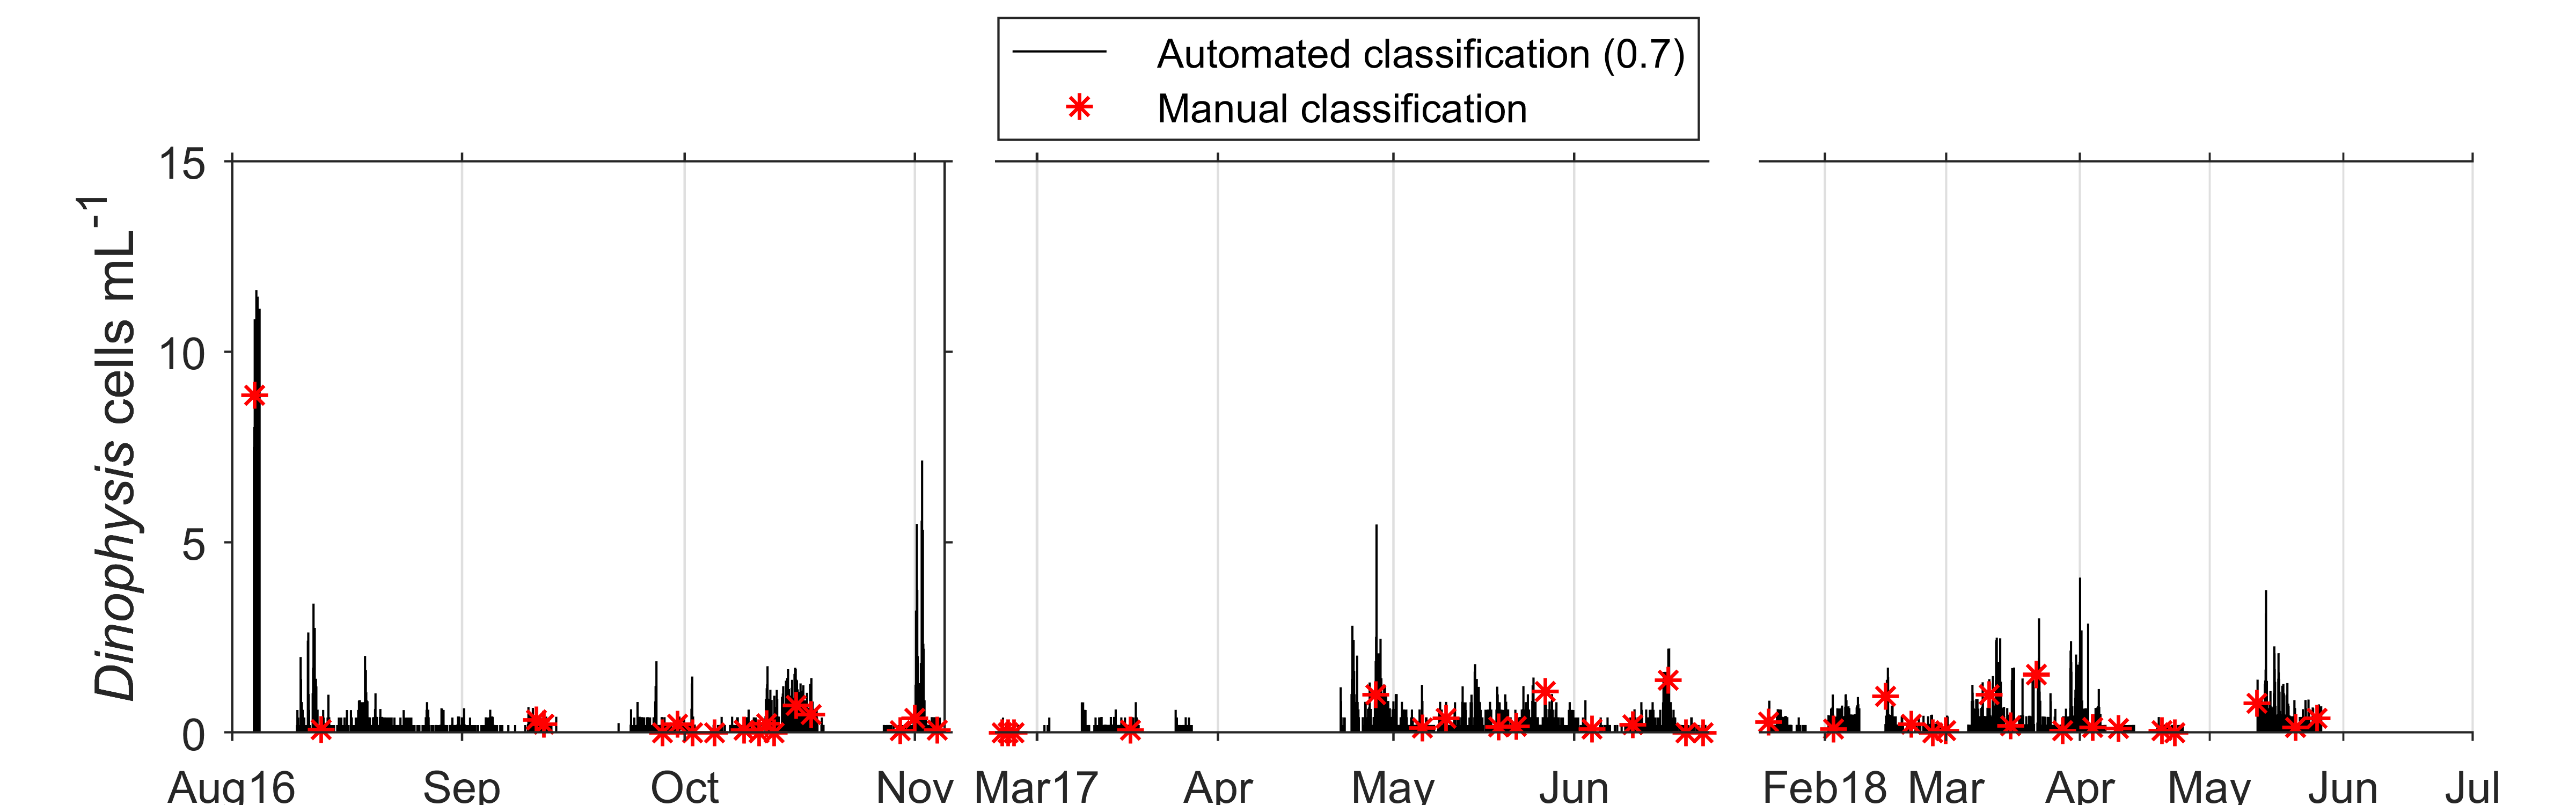 Automated classification (0.7)
Manual classification
Dinophysis cells mL-1
15
10
5
0
Aug16 Sep Oct Nov Mar17 Apr May Jun Feb18 Mar Apr May Jun Jul